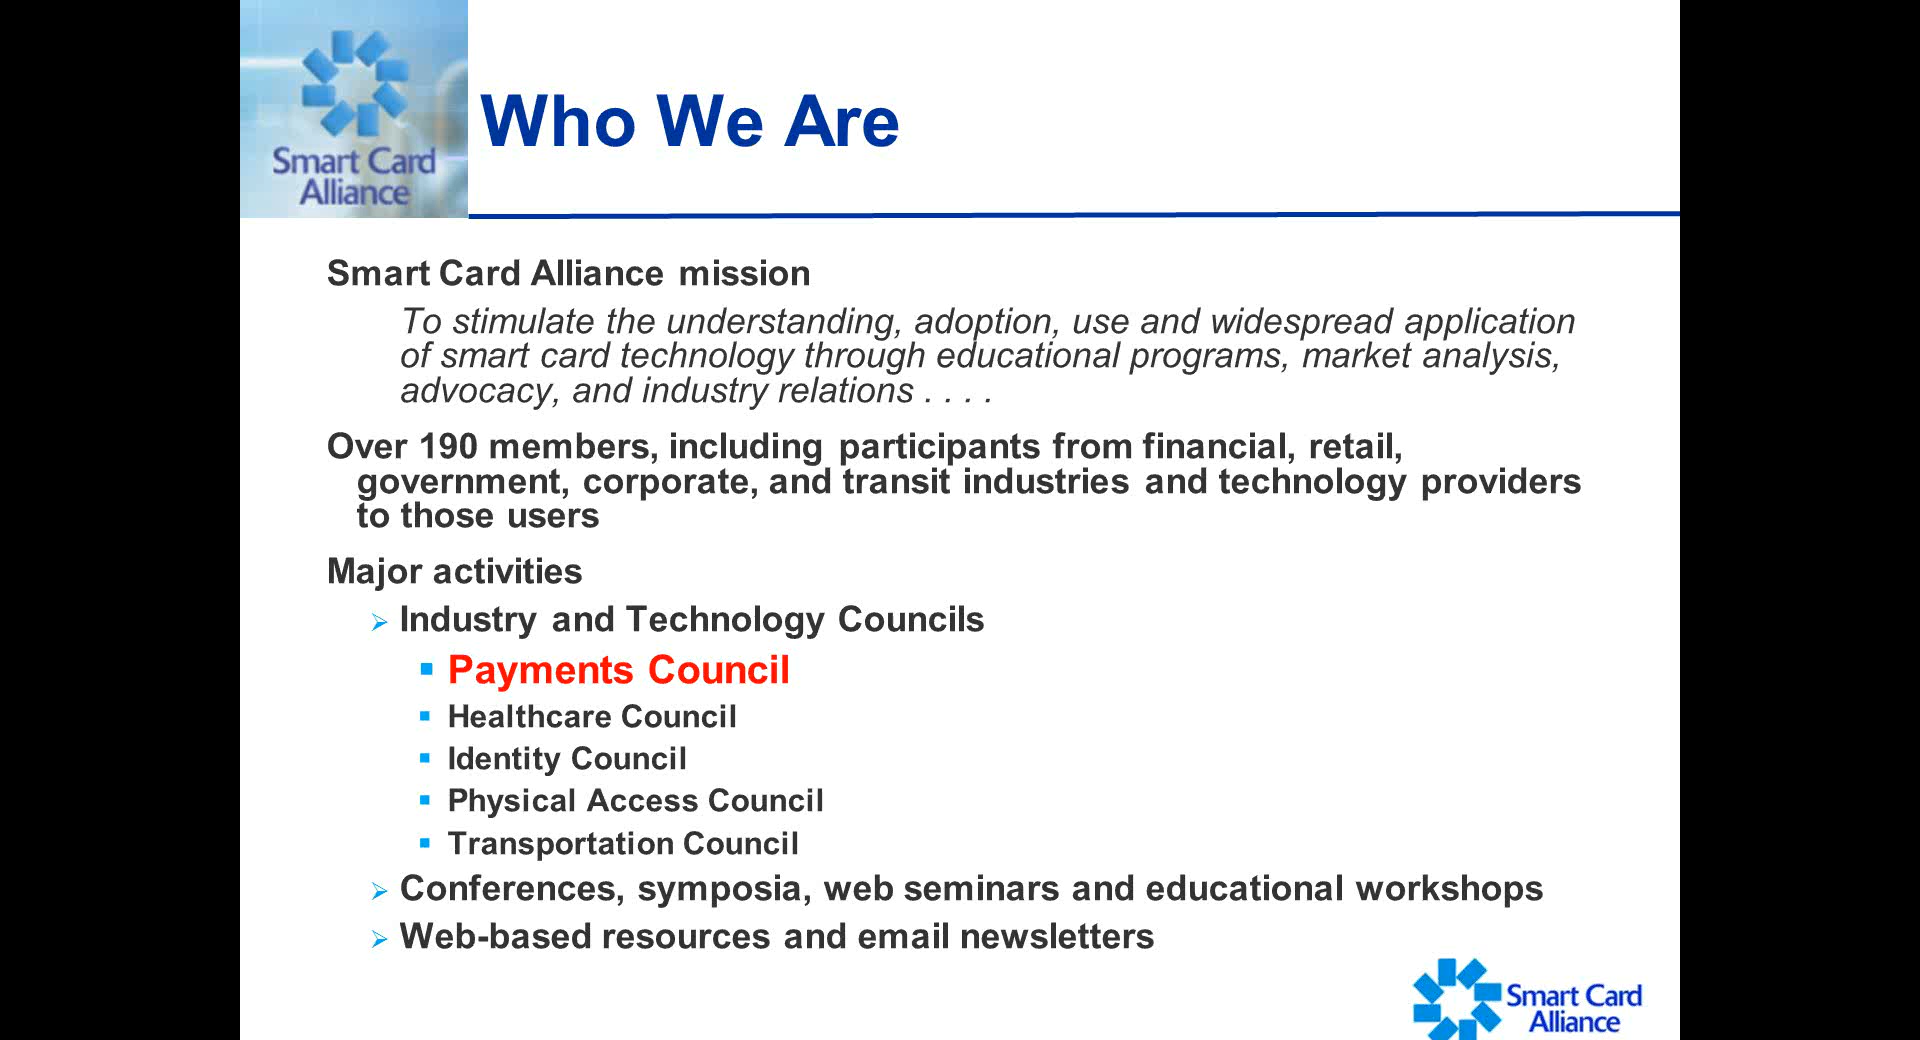 Smart Card
Alliance
Who We Are
Smart Card Alliance mission
To stimulate the understanding, adoption, use and widespread application
of smart card technology through educational programs, market analysis,
advocacy, and industry relations . . . .
Over 190 members, including participants from financial, retail,
government, corporate, and transit industries and technology providers
to those users
Major activities
Industry and Technology Councils
Payments Council
Healthcare Council
Identity Council
Physical Access Council
Transportation Council
Conferences, symposia, web seminars and educational workshops
Web-based resources and email newsletters
Smart Card
Alliance